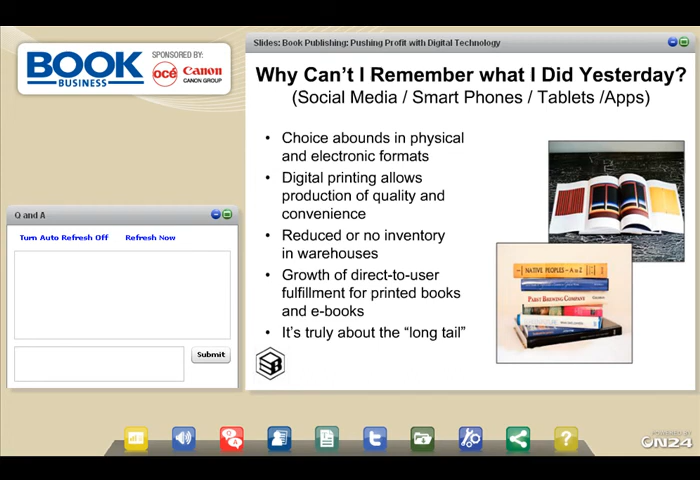 BOOK
BUSINESS
SPONSORED BY:
océ
Canon
CANON GROUP
Slides: Book Publishing: Pushing Profit with Digital Technology
Why Can't I Remember what I Did Yesterday?
(Social Media / Smart Phones / Tablets /Apps)
• Choice abounds in physical
and electronic formats
• Digital printing allows
production of quality and
convenience
• Reduced or no inventory
in warehouses
• Growth of direct-to-user
fulfillment for printed books
and e-books
• It's truly about the “long tail”
NATIVE PEOPLES - A to Z
PABST BREWING COMPANY
Q and A
Turn Auto Refresh Off
Refresh Now
Submit
Q
A
?
POWERED BY
ON24